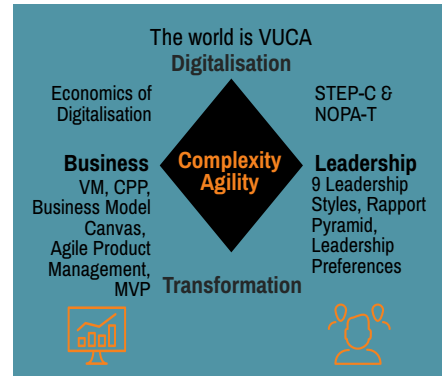 The world is VUCA
Digitalisation
Economics of
Digitalisation
STEP-C &
NOPA-T
Business
VM, CPP,
Business Model
Canvas,
Agile Product
Management,
MVP
Complexity
Agility
Leadership
9 Leadership
Styles, Rapport
Pyramid,
Leadership
Preferences
Transformation